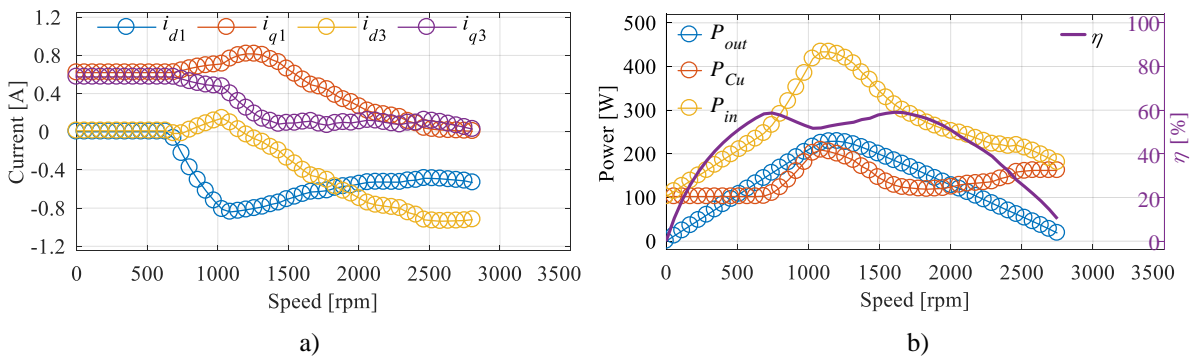 i_d1 i_q1 i_d3 i_q3
1.2
0.8
0.4
0
-0.4
-0.8
-1.2
Current [A]
0 500 1000 1500 2000 2500 3000 3500
Speed [rpm]
a)
P_out
P_Cu
P_in
η
500
400
300
200
100
0
Power [W]
100
80
60
40
20
0
η [%]
0 500 1000 1500 2000 2500 3000 3500
Speed [rpm]
b)